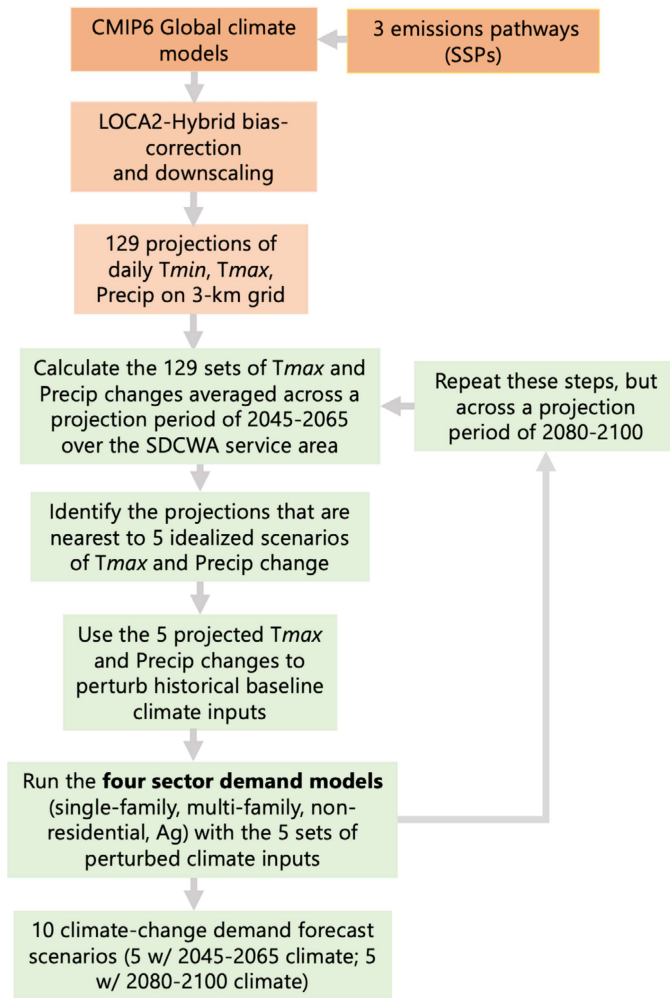 CMIP6 Global climate
models
3 emissions pathways
(SSPs)
LOCA2-Hybrid bias-
correction
and downscaling
129 projections of
daily Tmin, Tmax,
Precip on 3-km grid
Calculate the 129 sets of Tmax and
Precip changes averaged across a
projection period of 2045-2065
over the SDCWA service area
Repeat these steps, but
across a projection
period of 2080-2100
Identify the projections that are
nearest to 5 idealized scenarios
of Tmax and Precip change
Use the 5 projected Tmax
and Precip changes to
perturb historical baseline
climate inputs
Run the four sector demand models
(single-family, multi-family, non-
residential, Ag) with the 5 sets of
perturbed climate inputs
10 climate-change demand forecast
scenarios (5 w/ 2045-2065 climate; 5
w/ 2080-2100 climate)